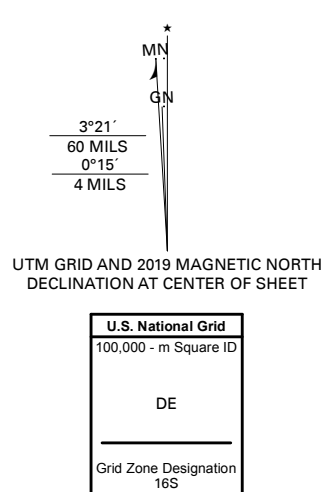 ★
MN
GN
3°21´
60 MILS
0°15´
4 MILS
UTM GRID AND 2019 MAGNETIC NORTH
DECLINATION AT CENTER OF SHEET
U.S. National Grid
100,000 - m Square ID
DE
Grid Zone Designation
16S